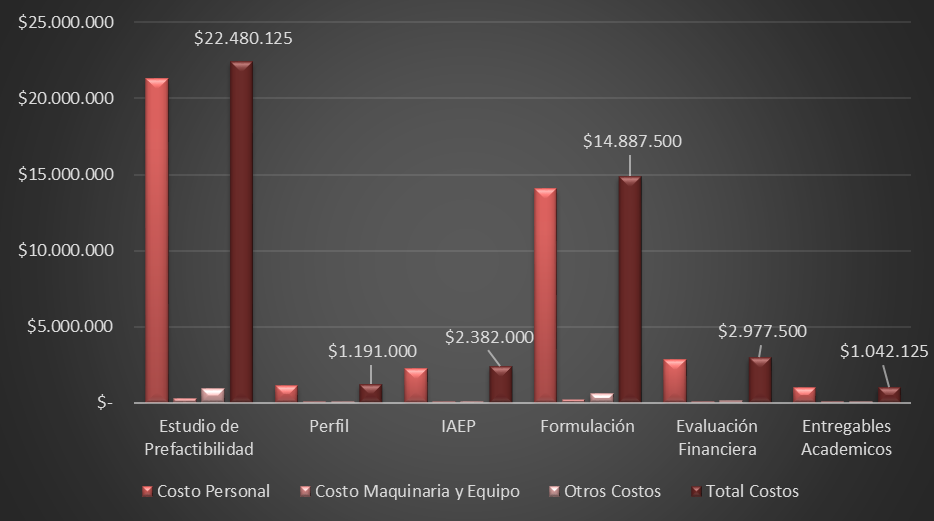 $25.000.000
$20.000.000
$15.000.000
$10.000.000
$5.000.000
$-
$22.480.125
$1.191.000
$2.382.000
$14.887.500
$2.977.500
$1.042.125
Estudio de
Prefactibilidad
Perfil
IAEP
Formulación
Evaluación
Financiera
Entregables
Academicos
Costo Personal
Costo Maquinaria y Equipo
Otros Costos
Total Costos